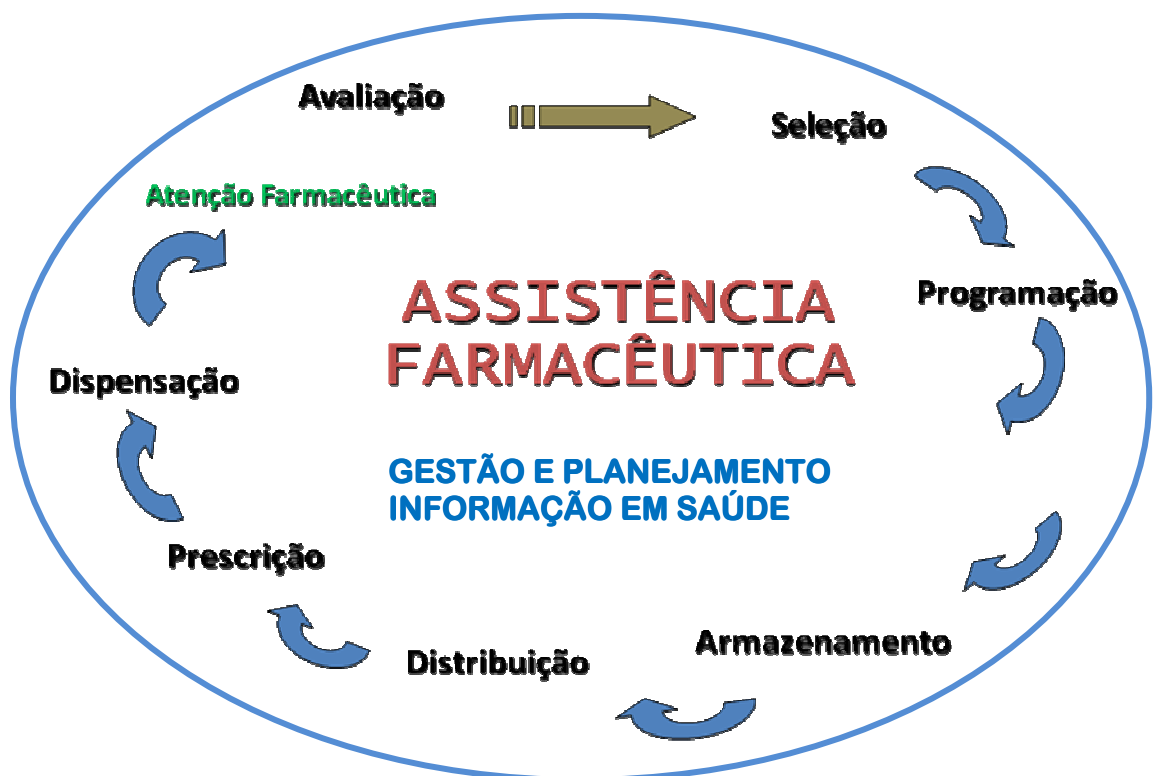 Avaliação
Seleção
Atenção Farmacêutica
ASSISTÊNCIA
FARMACÊUTICA
Programação
Dispensação
GESTÃO E PLANEJAMENTO
INFORMAÇÃO EM SAÚDE
Prescrição
Armazenamento
Distribuição